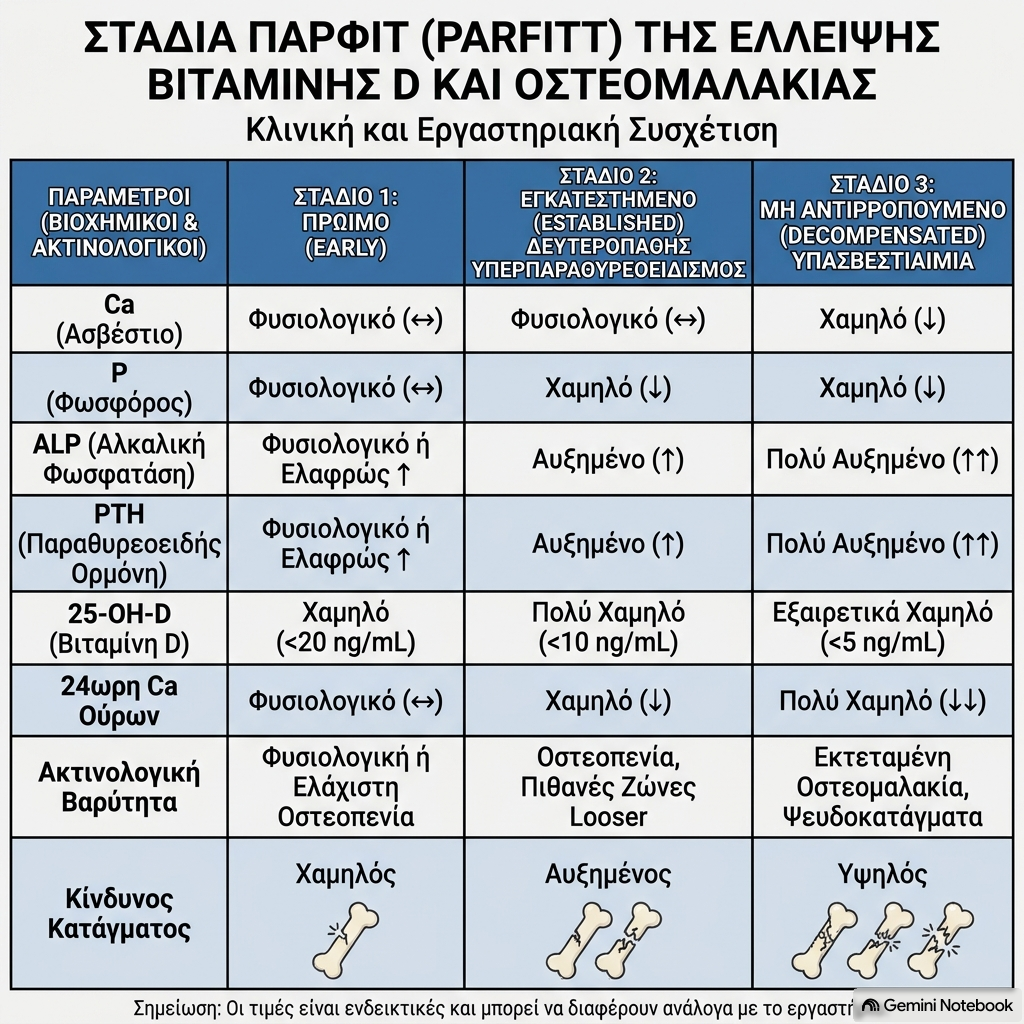 ΣΤΑΔΙΑ ΠΑΡΦΙΤ (PARFITT) ΤΗΣ ΕΛΛΕΙΨΗΣ
ΒΙΤΑΜΙΝΗΣ D ΚΑΙ ΟΣΤΕΟΜΑΛΑΚΙΑΣ
Κλινική και Εργαστηριακή Συσχέτιση
ΠΑΡΑΜΕΤΡΟΙ
(ΒΙΟΧΗΜΙΚΟΙ &
ΑΚΤΙΝΟΛΟΓΙΚΟΙ)
ΣΤΑΔΙΟ 1:
ΠΡΩΙΜΟ
(EARLY)
ΣΤΑΔΙΟ 2:
ΕΓΚΑΤΕΣΤΗΜΕΝΟ
(ESTABLISHED)
ΔΕΥΤΕΡΟΠΑΘΗΣ
ΥΠΕΡΠΑΡΑΘΥΡΕΟΕΙΔΙΣΜΟΣ
ΣΤΑΔΙΟ 3:
ΜΗ ΑΝΤΙΡΡΟΠΟΥΜΕΝΟ
(DECOMPENSATED)
ΥΠΑΣΒΕΣΤΙΑΙΜΙΑ
Ca
(Ασβέστιο)
Φυσιολογικό (↔)
Φυσιολογικό (↔)
Χαμηλό (↓)
P
(Φωσφόρος)
Φυσιολογικό (↔)
Χαμηλό (↓)
Χαμηλό (↓)
ALP (Αλκαλική
Φωσφατάση)
Φυσιολογικό ή
Ελαφρώς ↑
Αυξημένο (↑)
Πολύ Αυξημένο (↑↑)
PTH
(Παραθυρεοειδής
Ορμόνη)
Φυσιολογικό ή
Ελαφρώς ↑
Αυξημένο (↑)
Πολύ Αυξημένο (↑↑)
25-OH-D
(Βιταμίνη D)
Χαμηλό
(<20 ng/mL)
Πολύ Χαμηλό
(<10 ng/mL)
Εξαιρετικά Χαμηλό
(<5 ng/mL)
24ωρη Ca
Ούρων
Φυσιολογικό (↔)
Χαμηλό (↓)
Πολύ Χαμηλό (↓↓)
Ακτινολογική
Βαρύτητα
Φυσιολογική ή
Ελάχιστη
Οστεοπενία
Οστεοπενία,
Πιθανές Ζώνες
Looser
Εκτεταμένη
Οστεομαλακία,
Ψευδοκατάγματα
Κίνδυνος
Κατάγματος
Χαμηλός
Αυξημένος
Υψηλός
Σημείωση: Οι τιμές είναι ενδεικτικές και μπορεί να διαφέρουν ανάλογα με το
Gemini Notebook